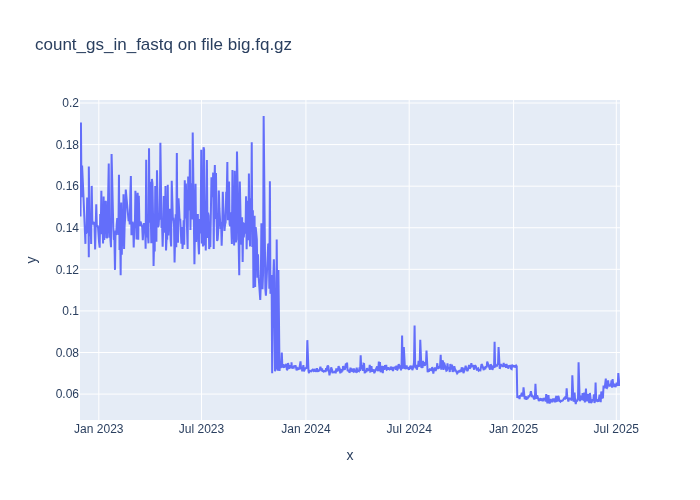 count_gs_in_fastq on file big.fq.gz
0.2
0.18
0.16
0.14
0.12
0.1
0.08
0.06
y
Jan 2023
Jul 2023
Jan 2024
Jul 2024
Jan 2025
Jul 2025
x